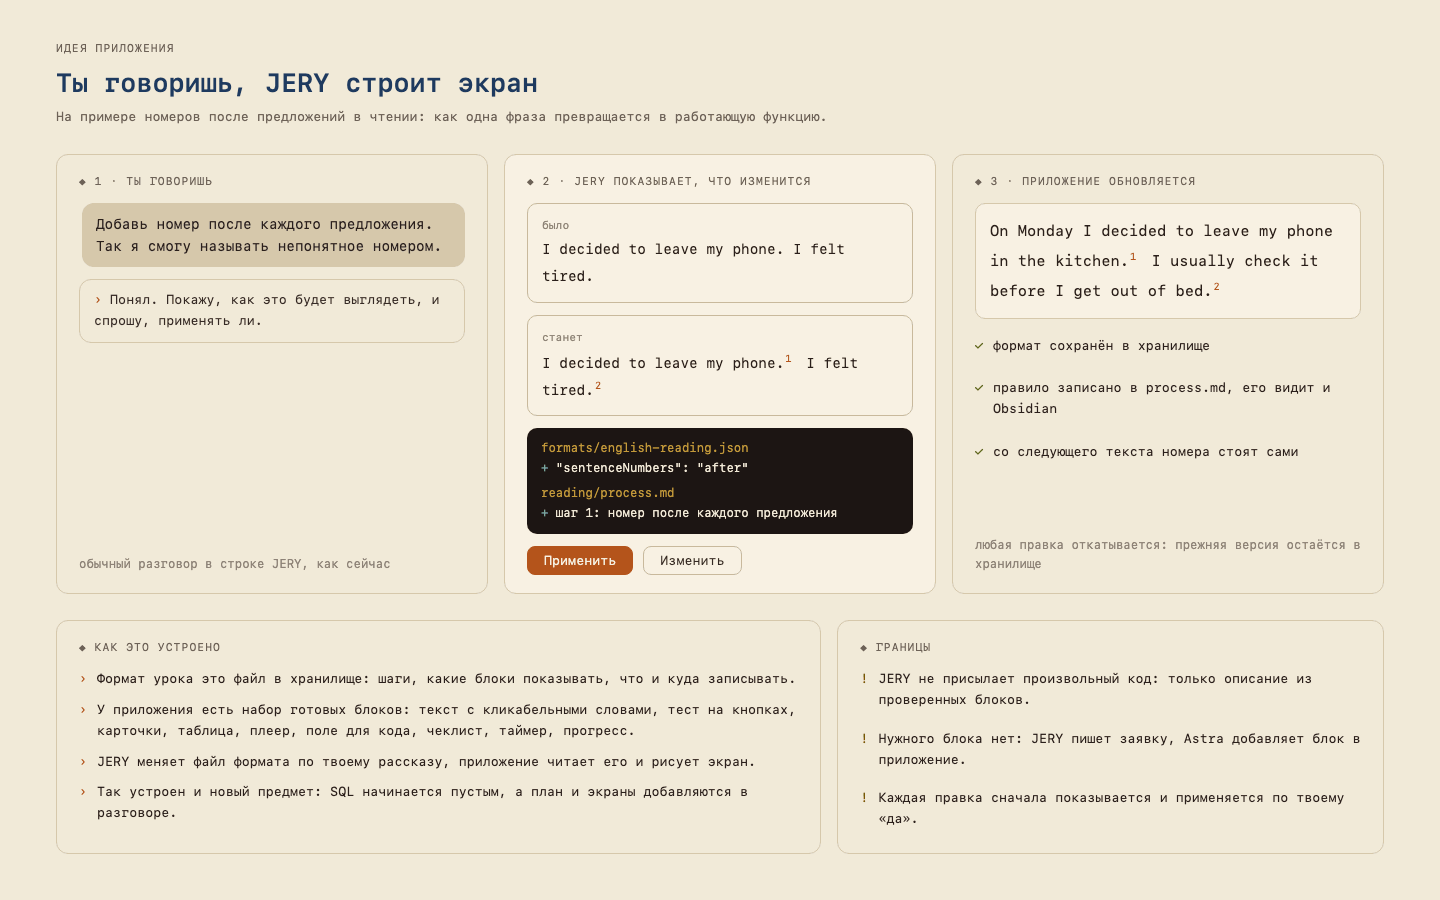 ИДЕЯ ПРИЛОЖЕНИЯ
Ты говоришь, JERY строит экран
На примере номеров после предложений в чтении: как одна фраза превращается в работающую функцию.
◆ 1 · ТЫ ГОВОРИШЬ
Добавь номер после каждого предложения.
Так я смогу называть непонятное номером.
› Понял. Покажу, как это будет выглядеть, и
спрошу, применять ли.
обычный разговор в строке JERY, как сейчас
◆ 2 · JERY ПОКАЗЫВАЕТ, ЧТО ИЗМЕНИТСЯ
было
I decided to leave my phone. I felt
tired.
станет
I decided to leave my phone.1 I felt
tired.2
formats/english-reading.json
+ "sentenceNumbers": "after"
reading/process.md
+ шаг 1: номер после каждого предложения
Применить
Изменить
◆ 3 · ПРИЛОЖЕНИЕ ОБНОВЛЯЕТСЯ
On Monday I decided to leave my phone
in the kitchen.1 I usually check it
before I get out of bed.2
✓ формат сохранён в хранилище
✓ правило записано в process.md, его видит и
Obsidian
✓ со следующего текста номера стоят сами
любая правка откатывается: прежняя версия остаётся в
хранилище
◆ КАК ЭТО УСТРОЕНО
› Формат урока это файл в хранилище: шаги, какие блоки показывать, что и куда записывать.
› У приложения есть набор готовых блоков: текст с кликабельными словами, тест на кнопках,
карточки, таблица, плеер, поле для кода, чеклист, таймер, прогресс.
› JERY меняет файл формата по твоему рассказу, приложение читает его и рисует экран.
› Так устроен и новый предмет: SQL начинается пустым, а план и экраны добавляются в
разговоре.
◆ ГРАНИЦЫ
! JERY не присылает произвольный код: только описание из
проверенных блоков.
! Нужного блока нет: JERY пишет заявку, Astra добавляет блок в
приложение.
! Каждая правка сначала показывается и применяется по твоему
«да».